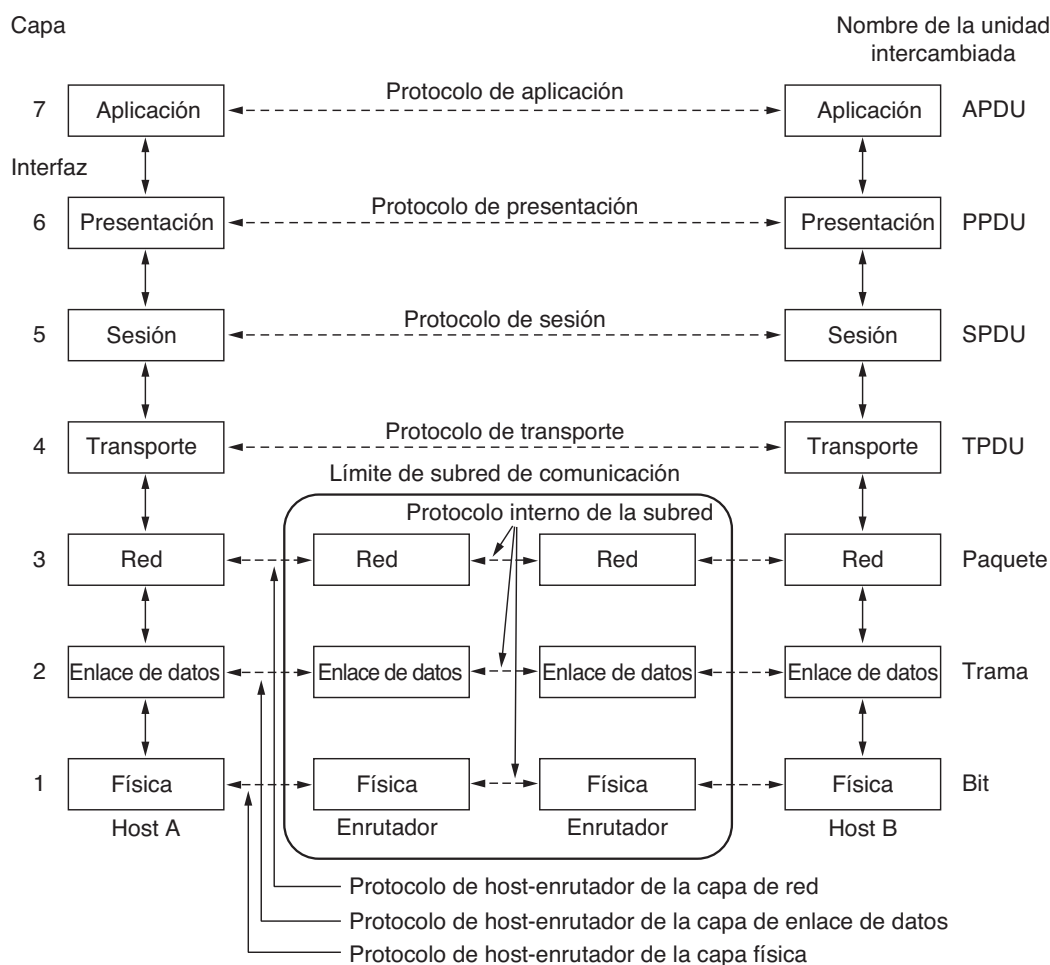 Capa
Nombre de la unidad
intercambiada
7 Aplicación Protocolo de aplicación Aplicación APDU
Interfaz
6 Presentación Protocolo de presentación Presentación PPDU
5 Sesión Protocolo de sesión Sesión SPDU
4 Transporte Protocolo de transporte Transporte TPDU
Límite de subred de comunicación
Protocolo interno de la subred
3 Red Red Red Red Paquete
2 Enlace de datos Enlace de datos Enlace de datos Enlace de datos Trama
1 Física Física Física Física Bit
Host A Enrutador Enrutador Host B
Protocolo de host-enrutador de la capa de red
Protocolo de host-enrutador de la capa de enlace de datos
Protocolo de host-enrutador de la capa física